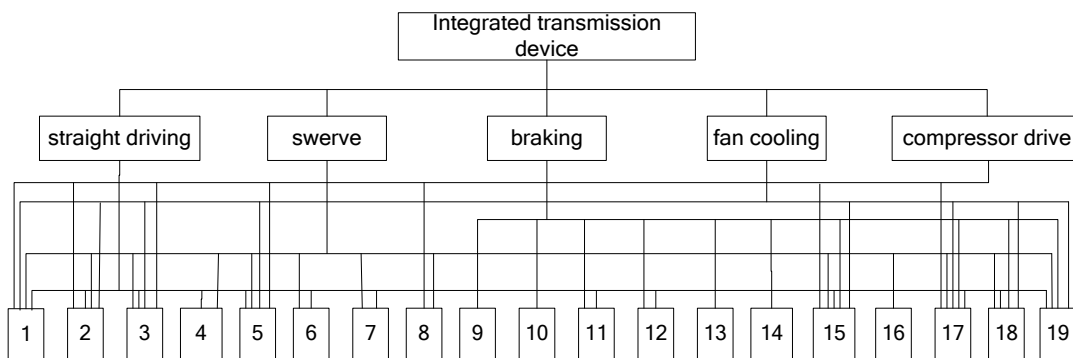 Integrated transmission
device
straight driving
swerve
braking
fan cooling
compressor drive
1
2
3
4
5
6
7
8
9
10
11
12
13
14
15
16
17
18
19